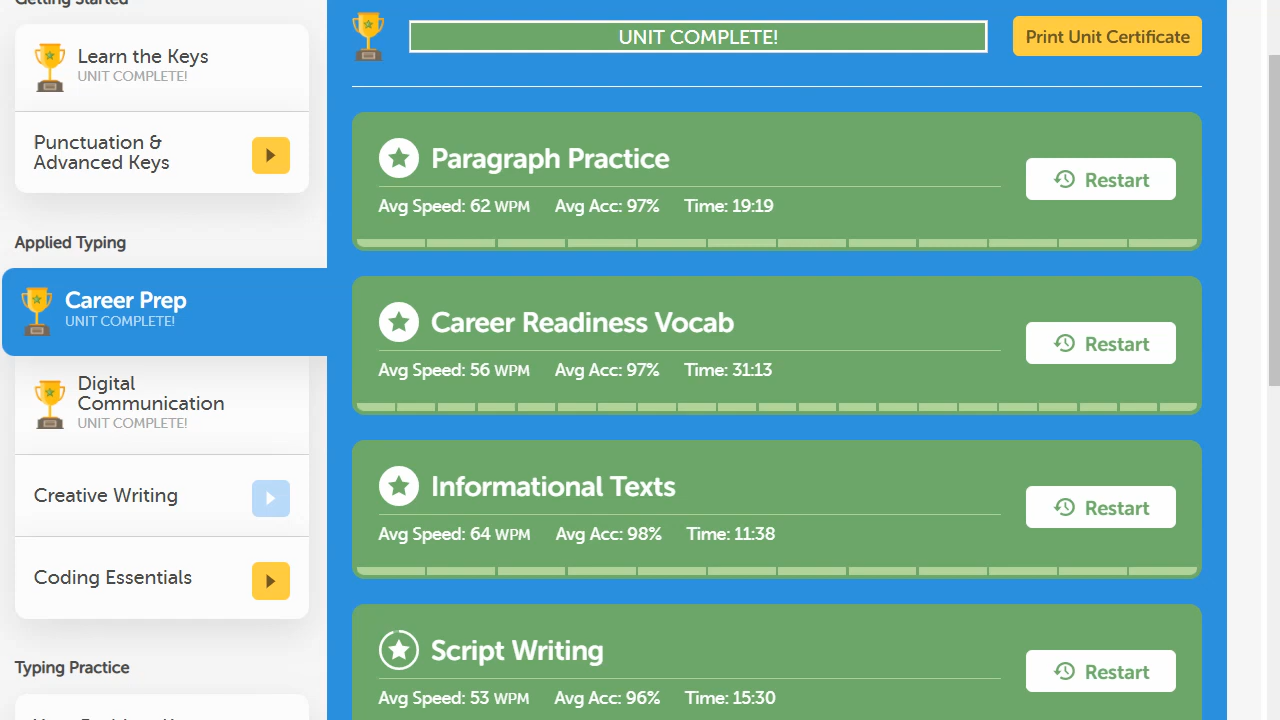 Getting Started
Learn the Keys
UNIT COMPLETE!
Punctuation &
Advanced Keys
Applied Typing
Career Prep
UNIT COMPLETE!
Digital
Communication
UNIT COMPLETE!
Creative Writing
Coding Essentials
Typing Practice
UNIT COMPLETE!
Print Unit Certificate
Paragraph Practice
Restart
Avg Speed: 62 WPM Avg Acc: 97% Time: 19:19
Career Readiness Vocab
Restart
Avg Speed: 56 WPM Avg Acc: 97% Time: 31:13
Informational Texts
Restart
Avg Speed: 64 WPM Avg Acc: 98% Time: 11:38
Script Writing
Restart
Avg Speed: 53 WPM Avg Acc: 96% Time: 15:30